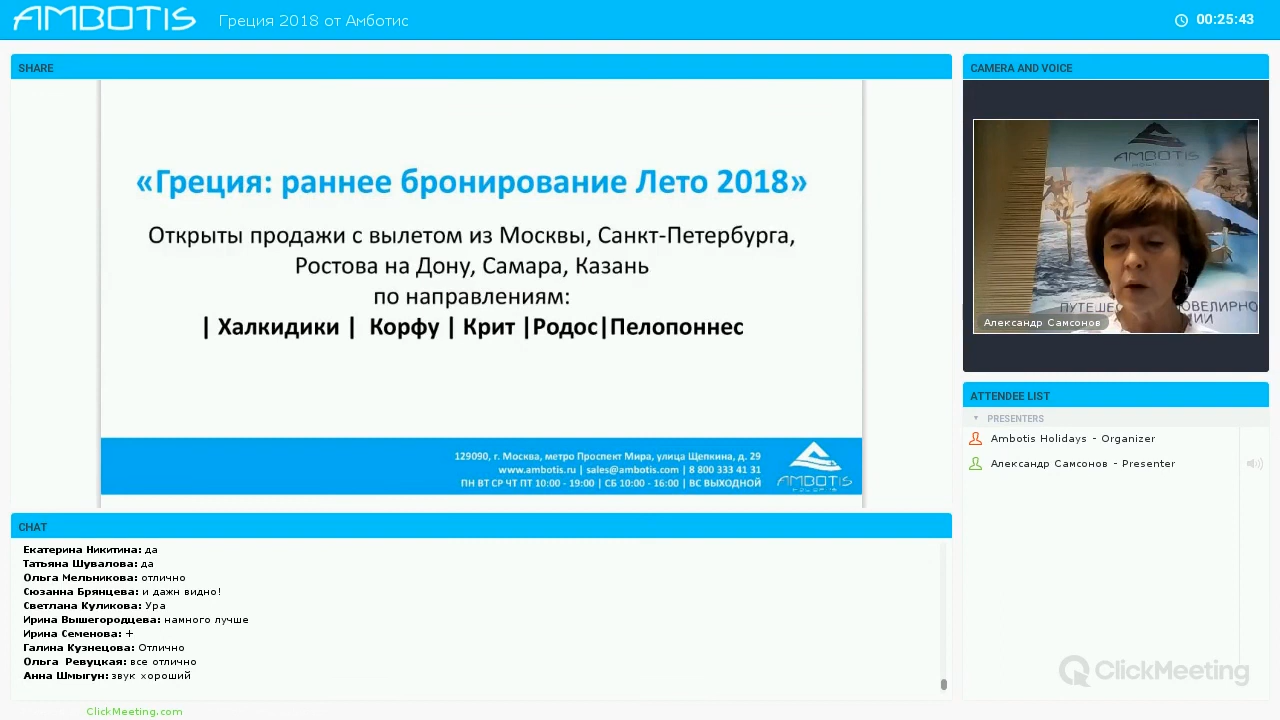 AMBOTIS
Греция 2018 от Амботис
00:25:43
SHARE
«Греция: раннее бронирование Лето 2018»
Открыты продажи с вылетом из Москвы, Санкт-Петербурга,
Ростова на Дону, Самара, Казань
по направлениям:
| Халкидики | Корфу | Крит |Родос|Пелопоннес
129090, г. Москва, метро Проспект Мира, улица Щепкина, д. 29
www.ambotis.ru | sales@ambotis.com | 8 800 333 41 31
ПН ВТ СР ЧТ ПТ 10:00 - 19:00 | СБ 10:00 - 16:00 | ВС ВЫХОДНОЙ
AMBOTIS
HOLIDAYS
CAMERA AND VOICE
AMBOTIS
Александр Самсонов
ATTENDEE LIST
PRESENTERS
Ambotis Holidays - Organizer
Александр Самсонов - Presenter
CHAT
Екатерина Никитина: да
Татьяна Шувалова: да
Ольга Мельникова: отлично
Сюзанна Брянцева: и дажн видно!
Светлана Куликова: Ура
Ирина Вышегородцева: намного лучше
Ирина Семенова: +
Галина Кузнецова: Отлично
Ольга Ревуцкая: все отлично
Анна Шмыгун: звук хороший
ClickMeeting
ClickMeeting.com